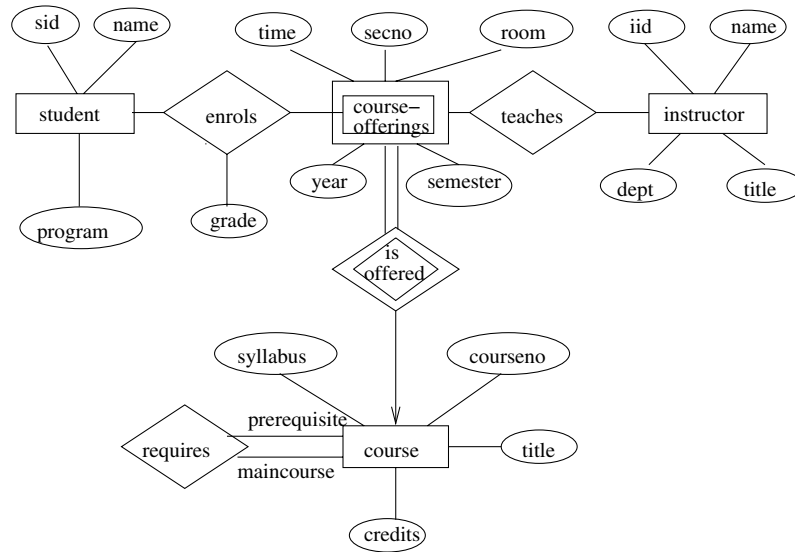 sid
name
time
secno
room
iid
name
student
enrols
course-
offerings
teaches
instructor
year
semester
dept
title
program
grade
is
offered
syllabus
courseno
prerequisite
requires
course
title
maincourse
credits